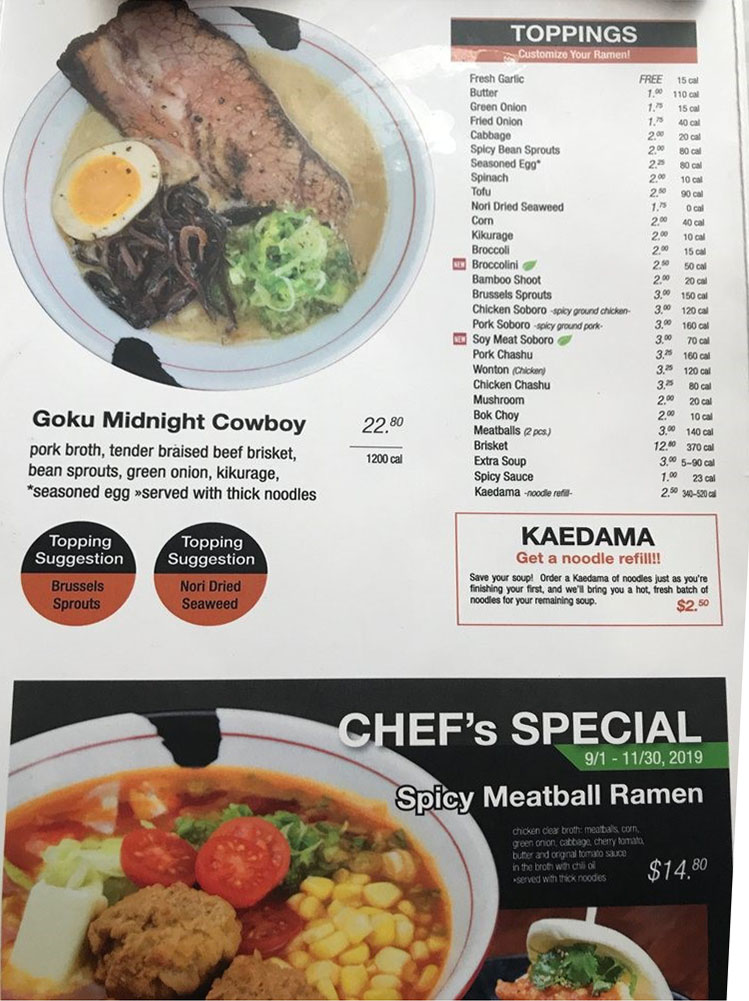 Goku Midnight Cowboy 22.80
1200 cal
pork broth, tender braised beef brisket,
bean sprouts, green onion, kikurage,
*seasoned egg »served with thick noodles
Topping
Suggestion
Brussels
Sprouts
Topping
Suggestion
Nori Dried
Seaweed
TOPPINGS
Customize Your Ramen!
Fresh Garlic FREE 15 cal
Butter 1.00 110 cal
Green Onion 1.75 15 cal
Fried Onion 1.75 40 cal
Cabbage 2.00 20 cal
Spicy Bean Sprouts 2.00 80 cal
Seasoned Egg* 2.25 80 cal
Spinach 2.00 10 cal
Tofu 2.50 90 cal
Nori Dried Seaweed 1.75 0 cal
Corn 2.00 40 cal
Kikurage 2.00 10 cal
Broccoli 2.00 15 cal
NEW Broccolini 2.50 50 cal
Bamboo Shoot 2.00 20 cal
Brussels Sprouts 3.00 150 cal
Chicken Soboro -spicy ground chicken- 3.00 120 cal
Pork Soboro -spicy ground pork- 3.00 160 cal
NEW Soy Meat Soboro 3.00 70 cal
Pork Chashu 3.25 160 cal
Wonton (Chicken) 3.25 120 cal
Chicken Chashu 3.25 80 cal
Mushroom 2.00 20 cal
Bok Choy 2.00 10 cal
Meatballs (2 pcs.) 3.00 140 cal
Brisket 12.80 370 cal
Extra Soup 3.00 5-90 cal
Spicy Sauce 1.00 23 cal
Kaedama -noodle refill- 2.50 340-520 cal
KAEDAMA
Get a noodle refill!!
Save your soup! Order a Kaedama of noodles just as you're
finishing your first, and we'll bring you a hot, fresh batch of
noodles for your remaining soup. $2.50
CHEF's SPECIAL
9/1 - 11/30, 2019
Spicy Meatball Ramen
chicken clear broth: meatballs, corn,
green onion, cabbage, cherry tomato,
butter and original tomato sauce
in the broth with chili oil
»served with thick noodles
$14.80